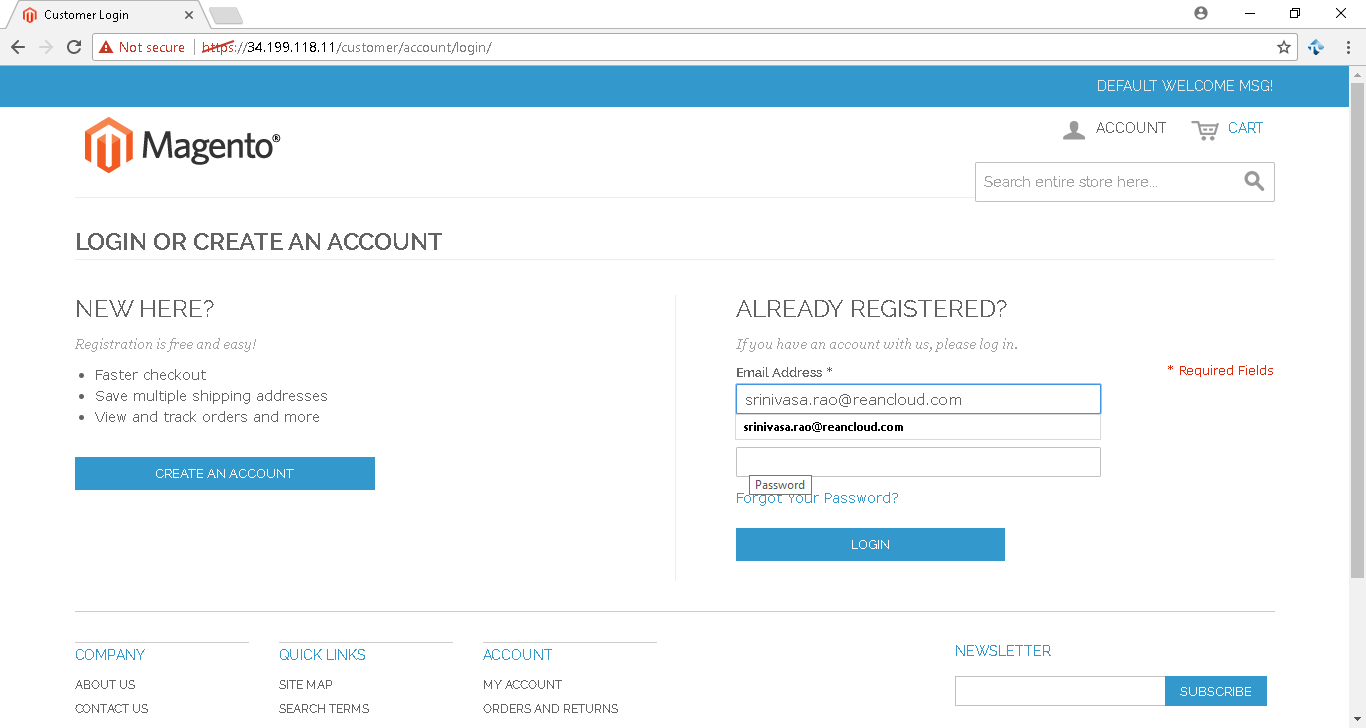 Customer Login
Not secure https://34.199.118.11/customer/account/login/
DEFAULT WELCOME MSG!
Magento®
ACCOUNT CART
Search entire store here...
LOGIN OR CREATE AN ACCOUNT
NEW HERE?
Registration is free and easy!
Faster checkout
Save multiple shipping addresses
View and track orders and more
CREATE AN ACCOUNT
ALREADY REGISTERED?
If you have an account with us, please log in.
Email Address *
* Required Fields
srinivasa.rao@reancloud.com
srinivasa.rao@reancloud.com
Password
Forgot Your Password?
LOGIN
COMPANY
ABOUT US
CONTACT US
QUICK LINKS
SITE MAP
SEARCH TERMS
ACCOUNT
MY ACCOUNT
ORDERS AND RETURNS
NEWSLETTER
SUBSCRIBE